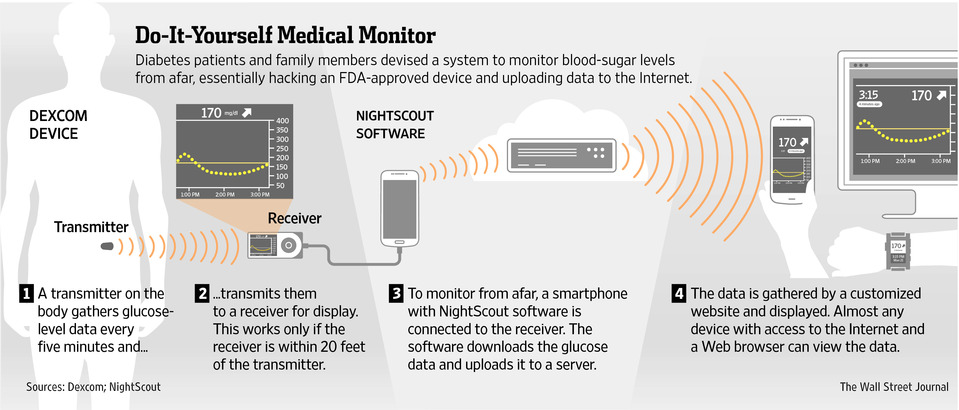 Do-It-Yourself Medical Monitor
Diabetes patients and family members devised a system to monitor blood-sugar levels
from afar, essentially hacking an FDA-approved device and uploading data to the Internet.
DEXCOM
DEVICE
170 mg/dl
400
350
300
250
200
150
100
50
1:00 PM 2:00 PM 3:00 PM
NIGHTSCOUT
SOFTWARE
Transmitter
Receiver
170
3:15
170
1:00 PM 2:00 PM 3:00 PM
170
1 A transmitter on the
body gathers glucose-
level data every
five minutes and...
2 ...transmits them
to a receiver for display.
This works only if the
receiver is within 20 feet
of the transmitter.
3 To monitor from afar, a smartphone
with NightScout software is
connected to the receiver. The
software downloads the glucose
data and uploads it to a server.
4 The data is gathered by a customized
website and displayed. Almost any
device with access to the Internet and
a Web browser can view the data.
Sources: Dexcom; NightScout
The Wall Street Journal